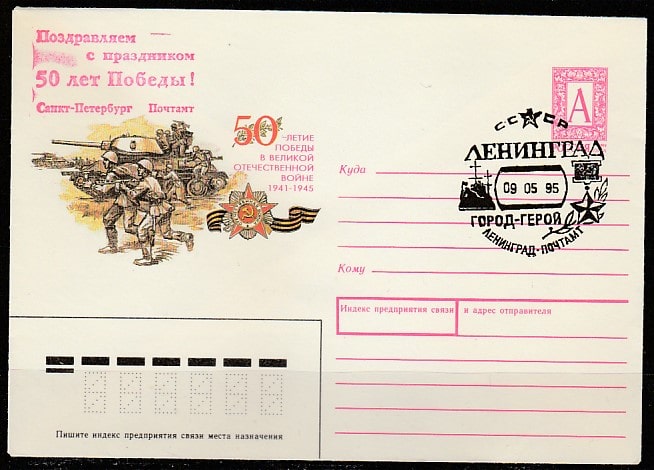 Поздравляем
с праздником
50 лет Победы!
Санкт-Петербург Почтамт
50-ЛЕТИЕ
ПОБЕДЫ
В ВЕЛИКОЙ
ОТЕЧЕСТВЕННОЙ
ВОЙНЕ
1941-1945
А
СССР
ЛЕНИНГРАД
09 05 95
ГОРОД-ГЕРОЙ
ЛЕНИНГРАД-ПОЧТАМТ
Куда
Кому
Индекс предприятия связи и адрес отправителя
Пишите индекс предприятия связи места назначения